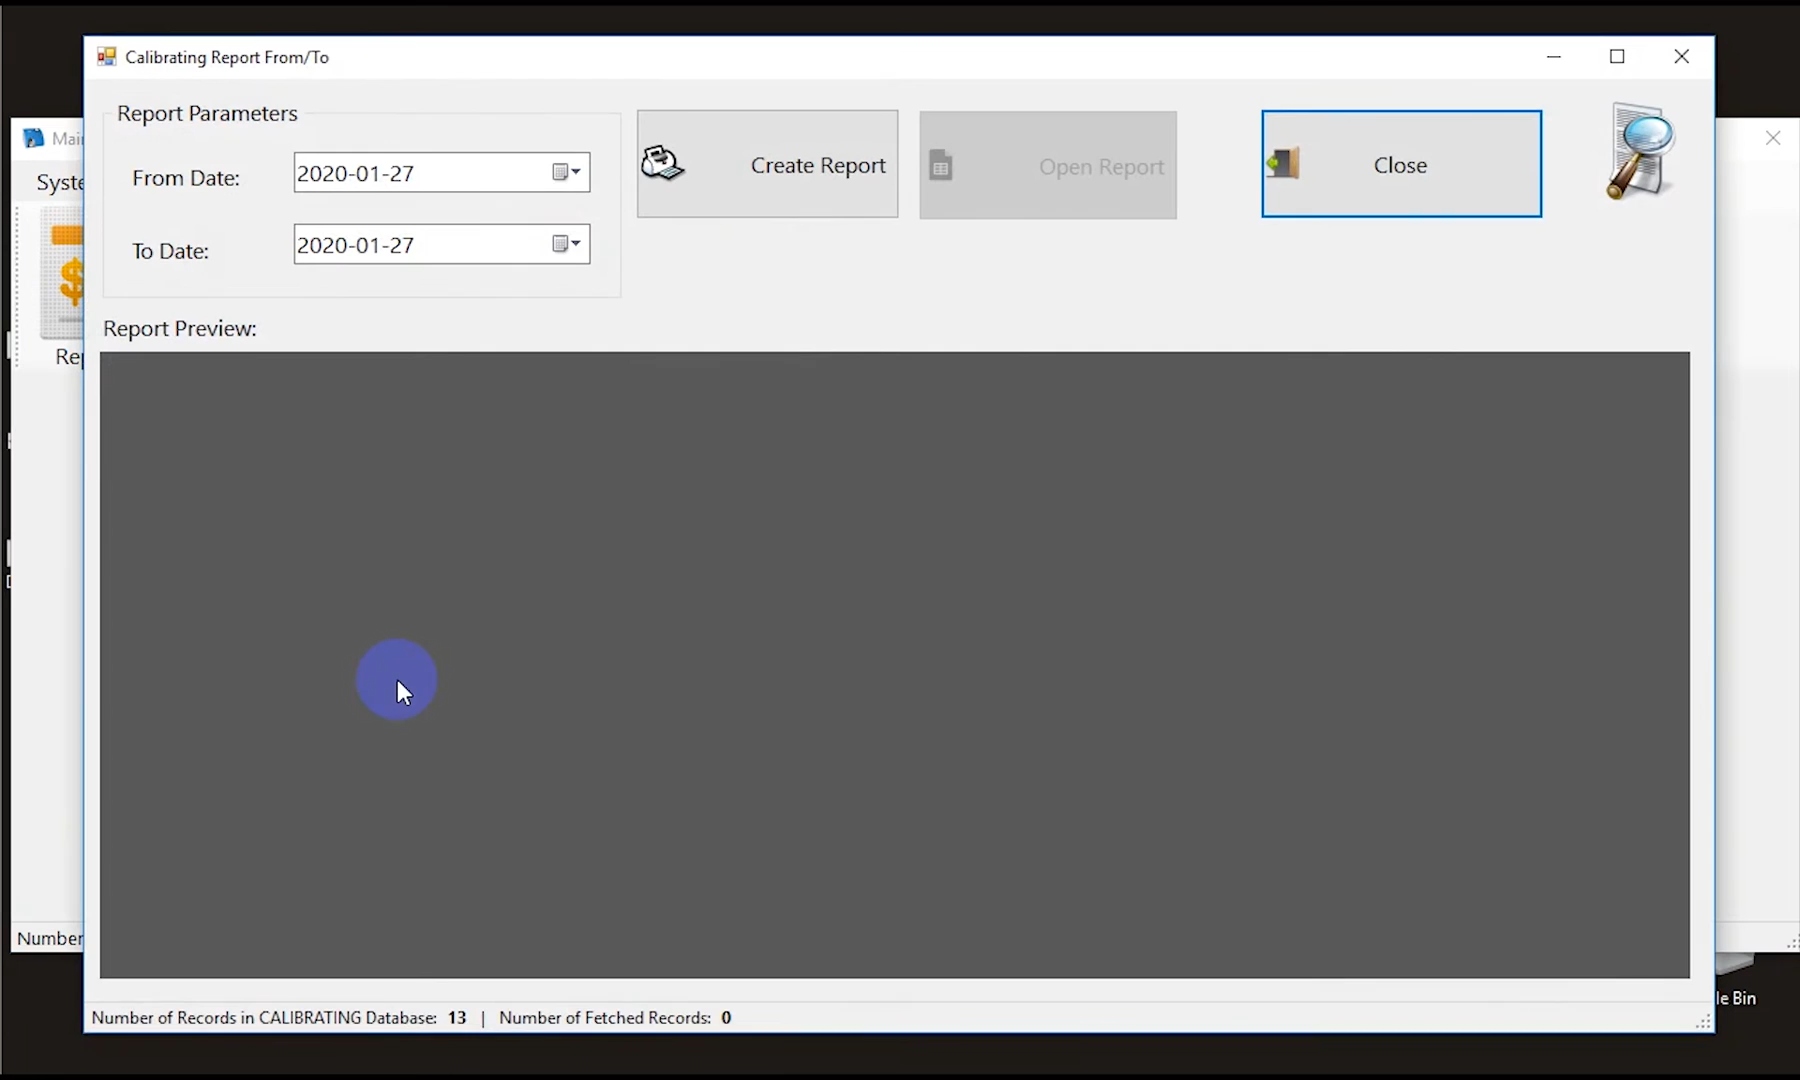 Calibrating Report From/To
Report Parameters
From Date:
2020-01-27
To Date:
2020-01-27
Create Report
Open Report
Close
Report Preview:
Number of Records in CALIBRATING Database: 13 | Number of Fetched Records: 0
Mai
Syste
Rep
Number
le Bin